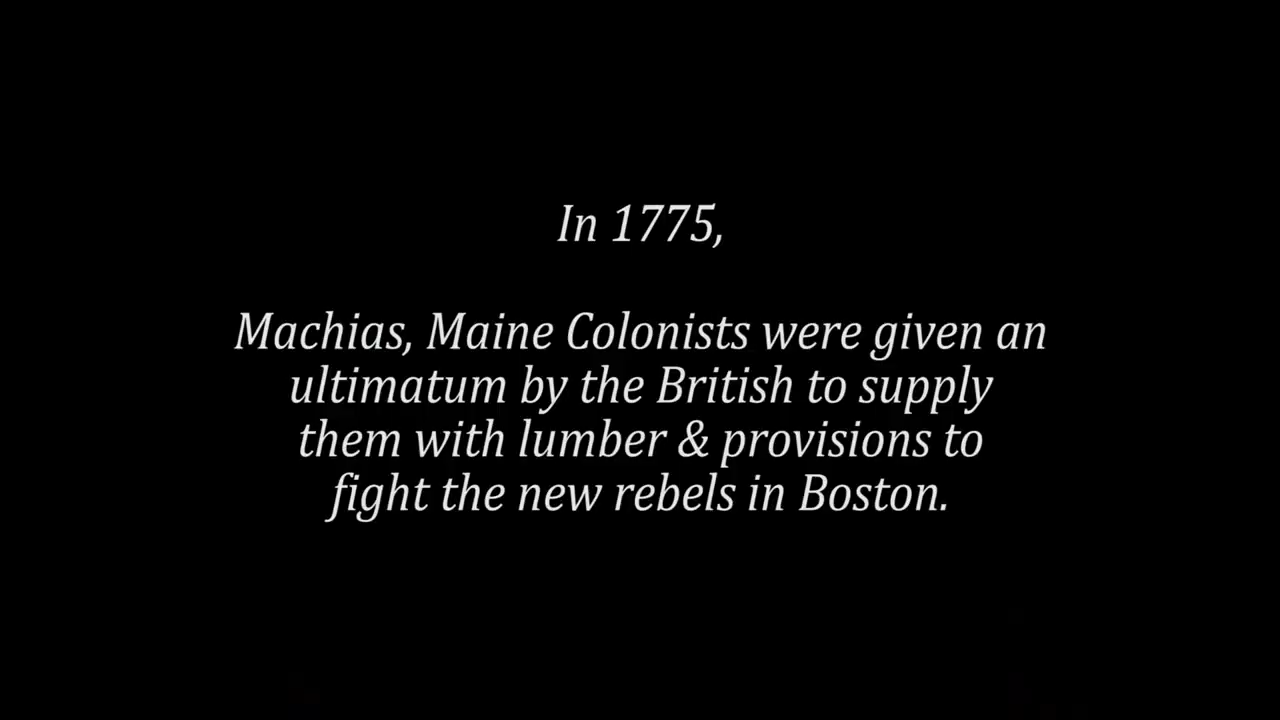 In 1775,
Machias, Maine Colonists were given an
ultimatum by the British to supply
them with lumber & provisions to
fight the new rebels in Boston.